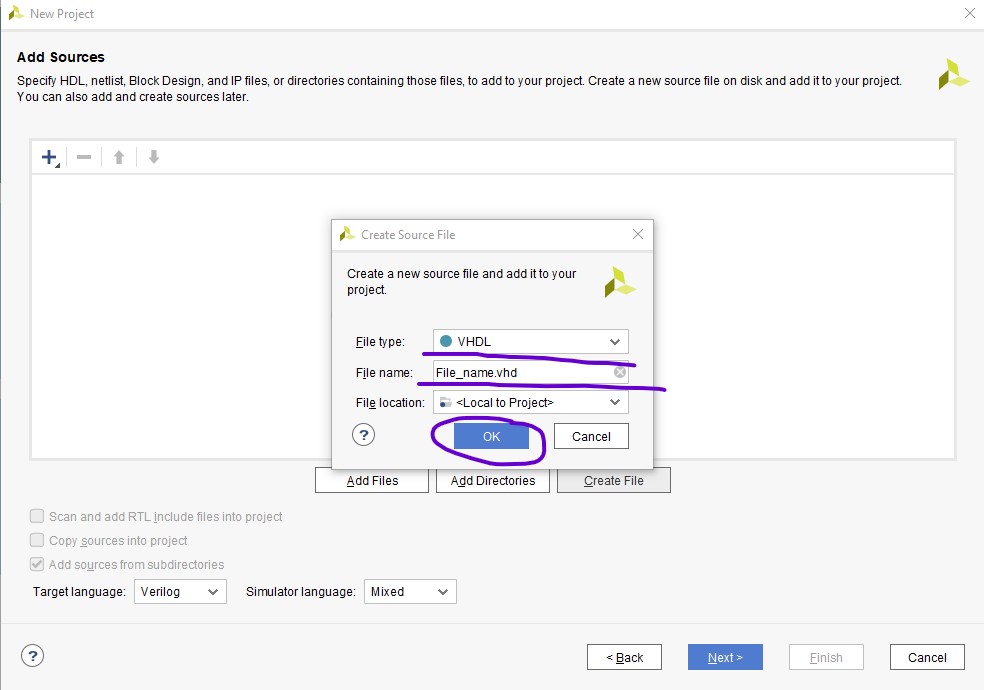 New Project
Add Sources
Specify HDL, netlist, Block Design, and IP files, or directories containing those files, to add to your project. Create a new source file on disk and add it to your project.
You can also add and create sources later.
Create Source File
Create a new source file and add it to your
project.
File type: VHDL
File name: File_name.vhd
File location: <Local to Project>
? OK Cancel
Add Files Add Directories Create File
Scan and add RTL include files into project
Copy sources into project
Add sources from subdirectories
Target language: Verilog Simulator language: Mixed
? < Back Next > Finish Cancel